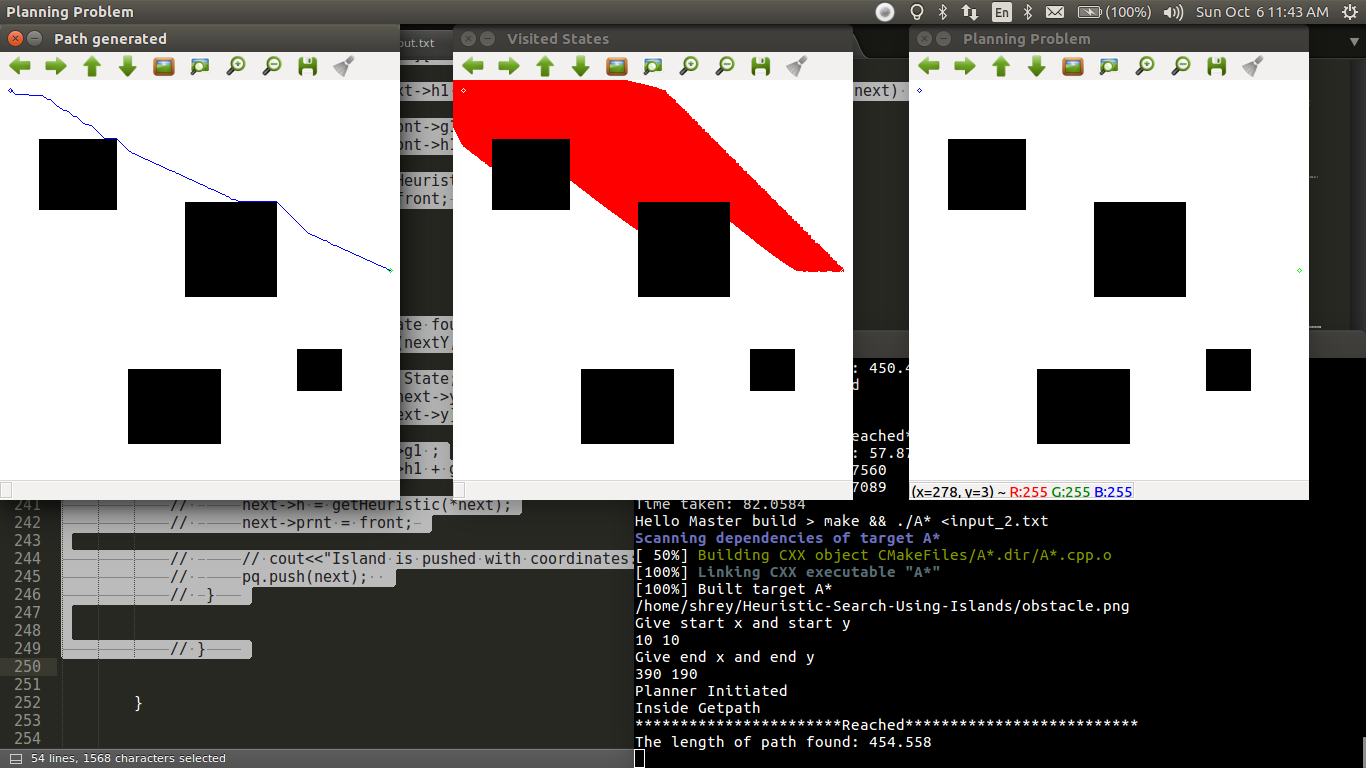 Planning Problem
En
(100%)
Sun Oct 6 11:43 AM
Path generated
out.txt
Visited States
Planning Problem
xt->h1
next)
ont->g1
ont->h1
Heurist
front;
ate fou
(nextY,
State;
next->y
ext->y]
>g1 ;
>h1 + g
: 450.4
d
eached*
: 57.87
7560
7089
(x=278, y=3) ~ R:255 G:255 B:255
241 // next->h = getHeuristic(*next);
242 // next->prnt = front;
243
244 // // cout<<"Island is pushed with coordinates:
245 // pq.push(next);
246 // }
247
248
249 // }
250
251
252 }
253
254
54 lines, 1568 characters selected
Time taken: 82.0584
Hello Master build > make && ./A* <input_2.txt
Scanning dependencies of target A*
[ 50%] Building CXX object CMakeFiles/A*.dir/A*.cpp.o
[100%] Linking CXX executable "A*"
[100%] Built target A*
/home/shrey/Heuristic-Search-Using-Islands/obstacle.png
Give start x and start y
10 10
Give end x and end y
390 190
Planner Initiated
Inside Getpath
***********************Reached**************************
The length of path found: 454.558